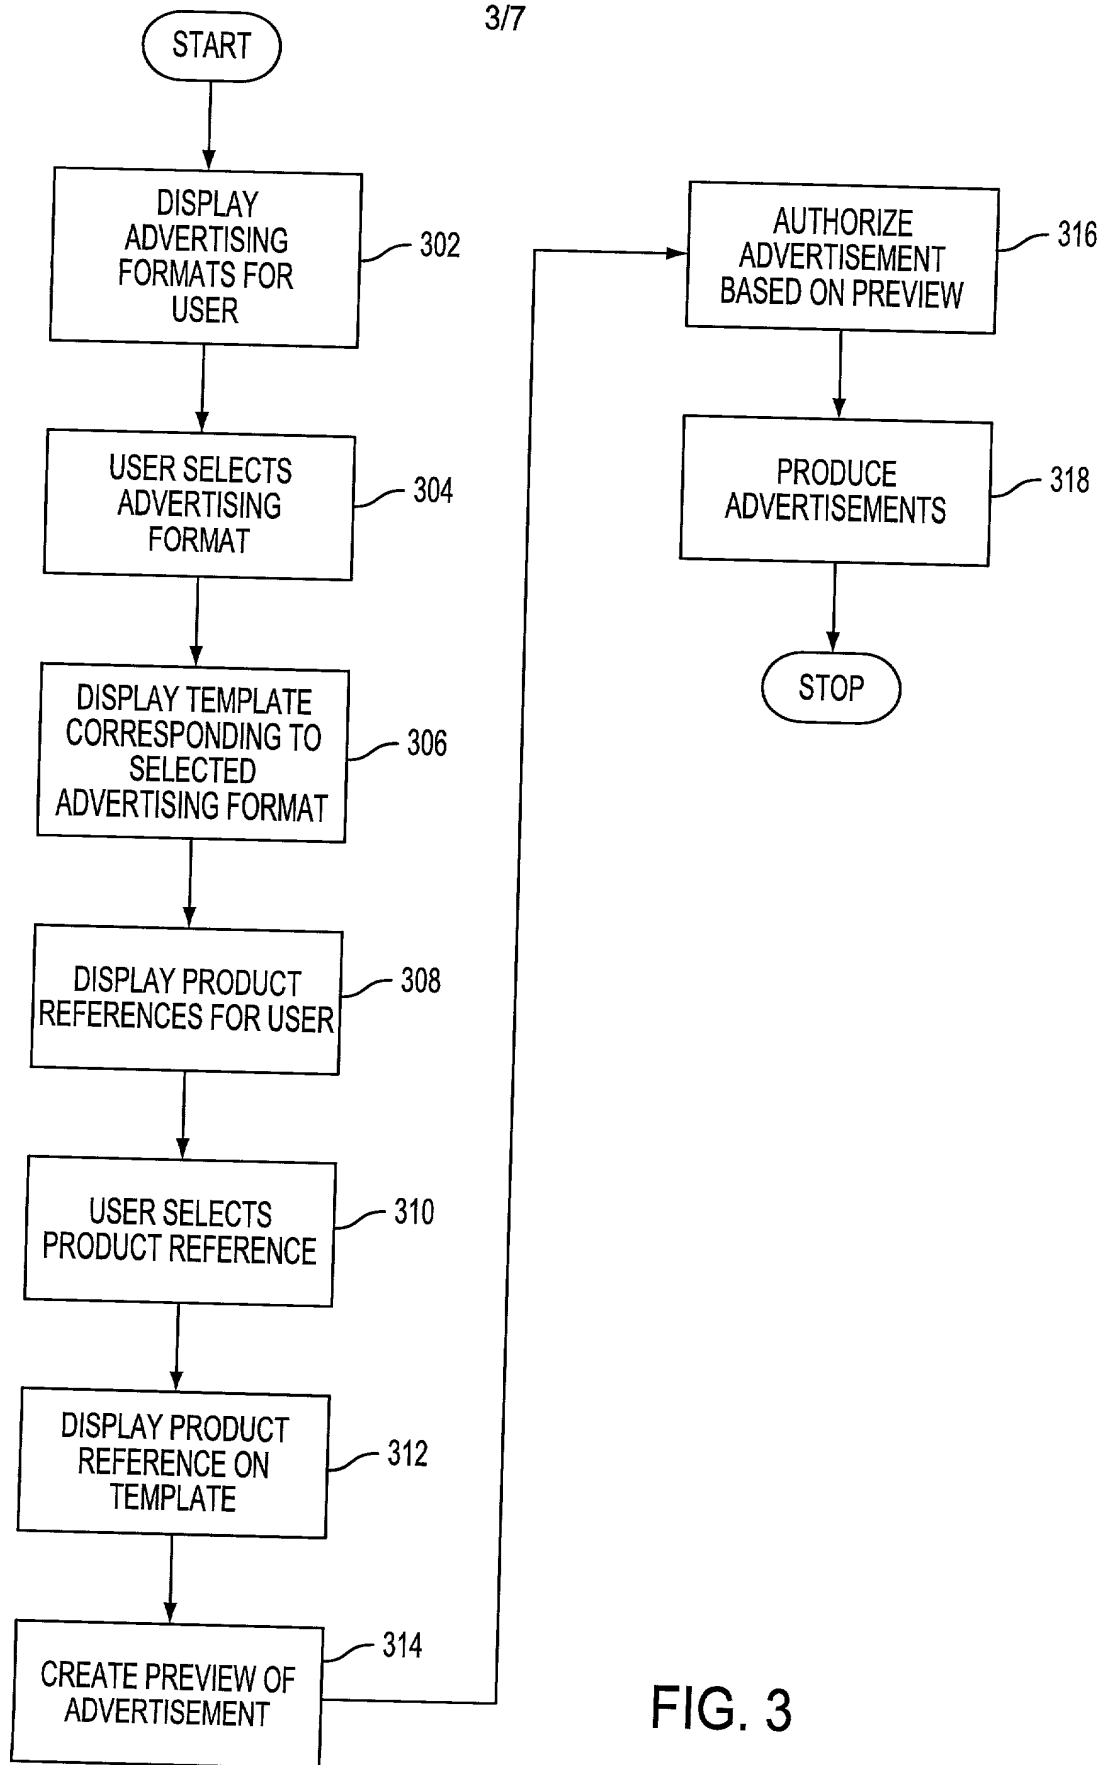 3/7
START
DISPLAY
ADVERTISING
FORMATS FOR
USER
302
USER SELECTS
ADVERTISING
FORMAT
304
DISPLAY TEMPLATE
CORRESPONDING TO
SELECTED
ADVERTISING FORMAT
306
DISPLAY PRODUCT
REFERENCES FOR USER
308
USER SELECTS
PRODUCT REFERENCE
310
DISPLAY PRODUCT
REFERENCE ON
TEMPLATE
312
CREATE PREVIEW OF
ADVERTISEMENT
314
AUTHORIZE
ADVERTISEMENT
BASED ON PREVIEW
316
PRODUCE
ADVERTISEMENTS
318
STOP
FIG. 3